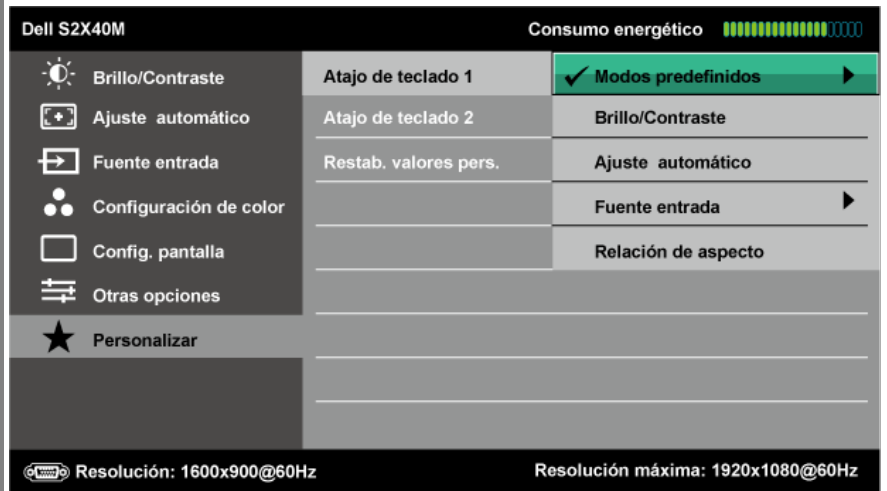 Dell S2X40M
Consumo energético
Brillo/Contraste
Ajuste automático
Fuente entrada
Configuración de color
Config. pantalla
Otras opciones
Personalizar
Atajo de teclado 1
Atajo de teclado 2
Restab. valores pers.
Modos predefinidos
Brillo/Contraste
Ajuste automático
Fuente entrada
Relación de aspecto
Resolución: 1600x900@60Hz
Resolución máxima: 1920x1080@60Hz